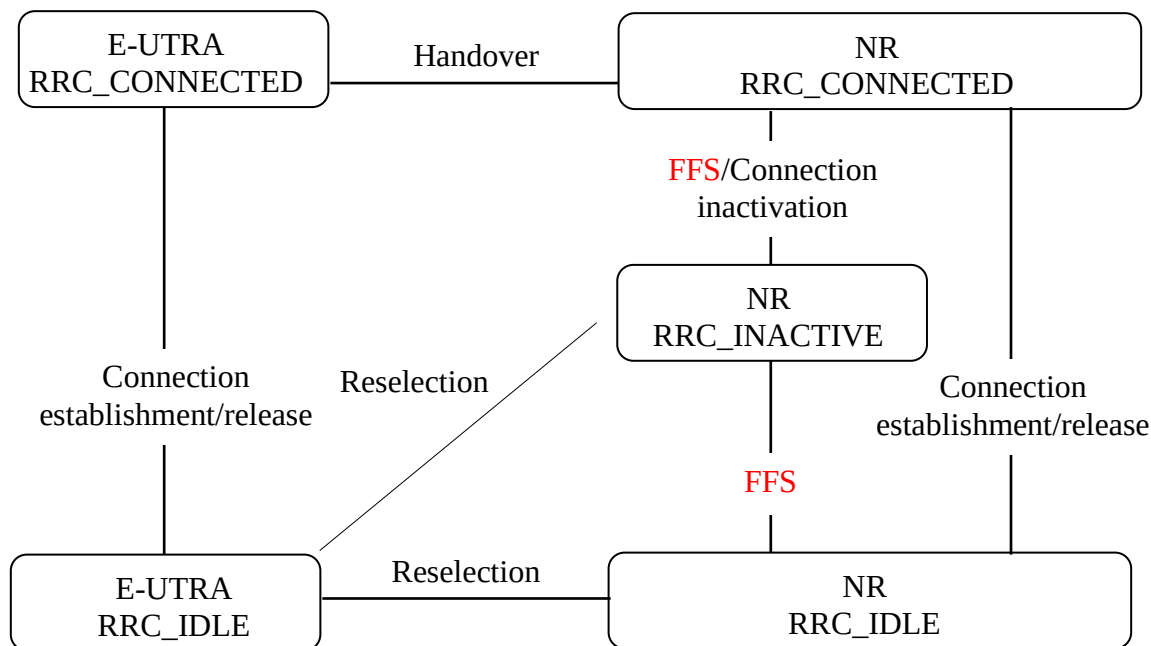 E-UTRA
RRC_CONNECTED
Handover
NR
RRC_CONNECTED
FFS/Connection
inactivation
NR
RRC_INACTIVE
Connection
establishment/release
Reselection
Connection
establishment/release
FFS
E-UTRA
RRC_IDLE
Reselection
NR
RRC_IDLE